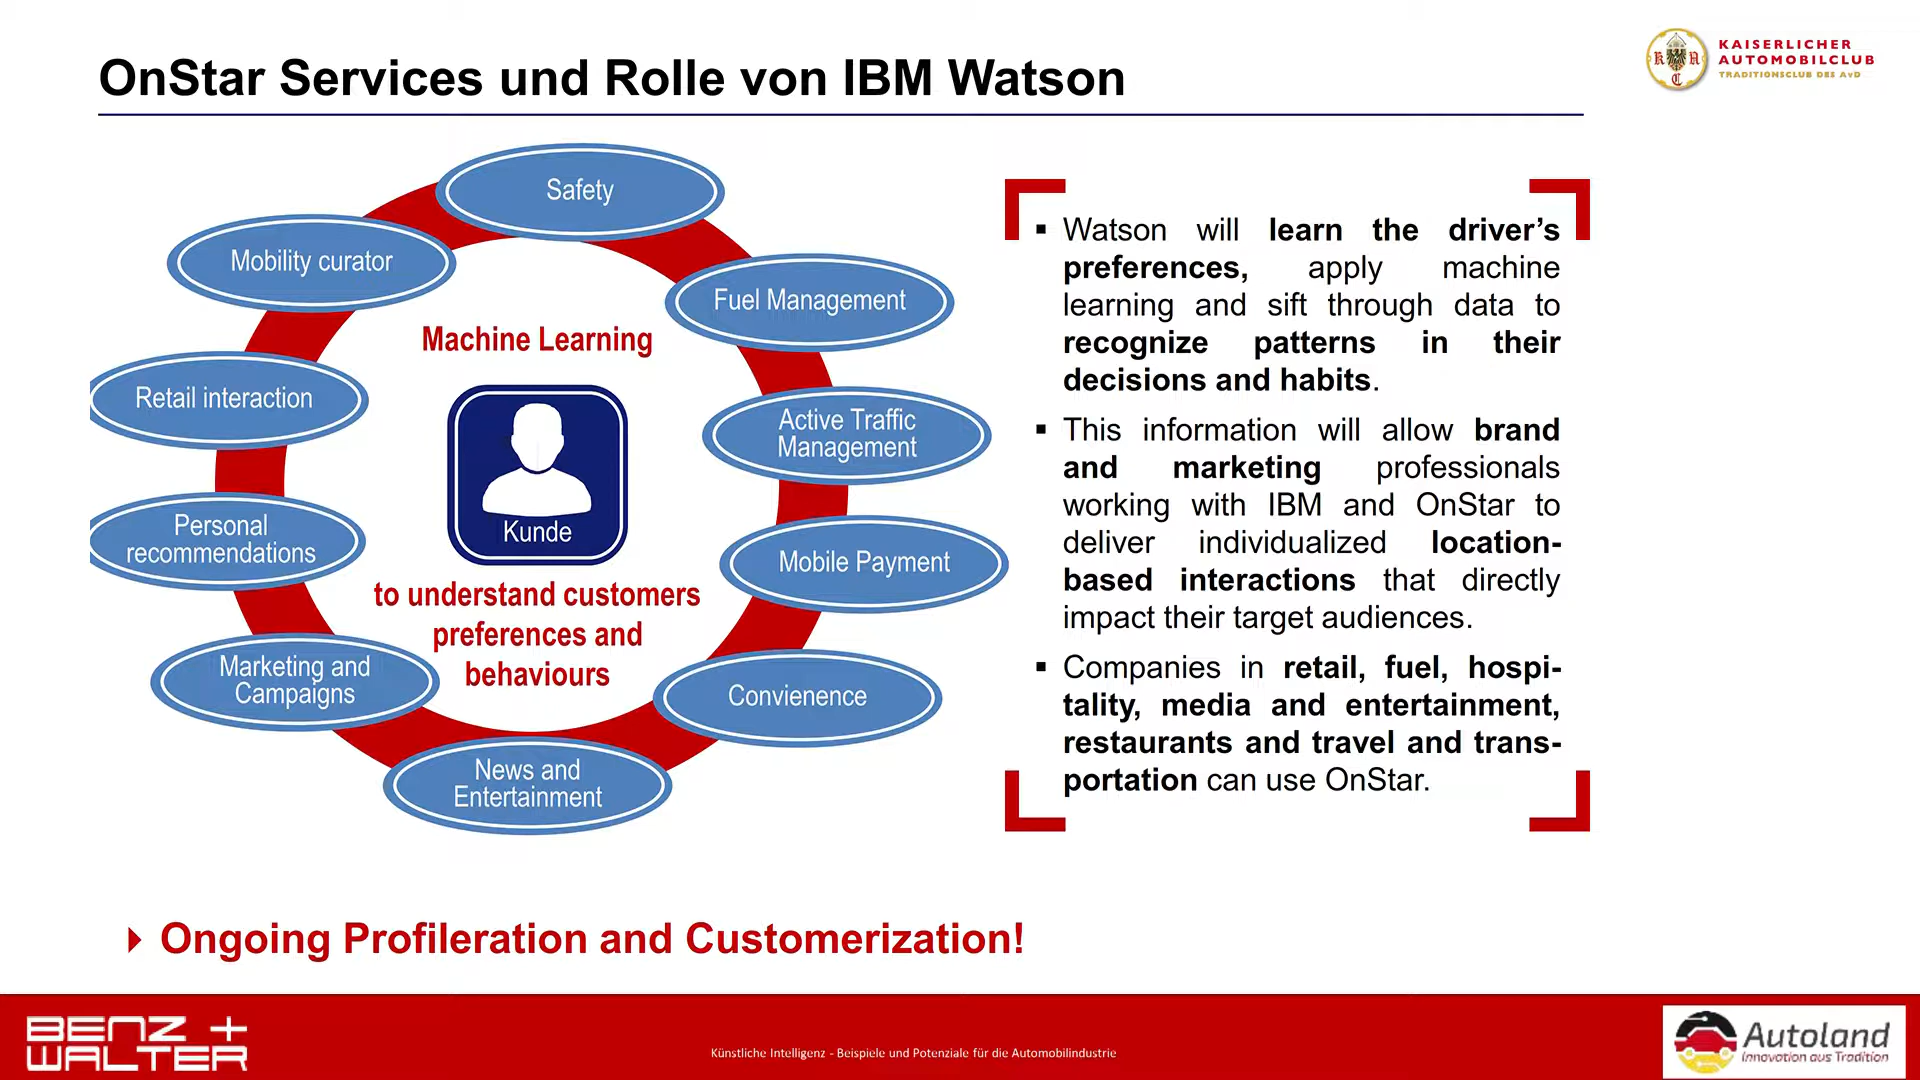 OnStar Services und Rolle von IBM Watson
KAISERLICHER
AUTOMOBILCLUB
TRADITIONSCLUB DES AvD
K A C
Safety
Mobility curator
Fuel Management
Retail interaction
Active Traffic
Management
Personal
recommendations
Mobile Payment
Marketing and
Campaigns
Convienence
News and
Entertainment
Machine Learning
Kunde
to understand customers
preferences and
behaviours
▪ Watson will learn the driver’s
preferences, apply machine
learning and sift through data to
recognize patterns in their
decisions and habits.
▪ This information will allow brand
and marketing professionals
working with IBM and OnStar to
deliver individualized location-
based interactions that directly
impact their target audiences.
▪ Companies in retail, fuel, hospi-
tality, media and entertainment,
restaurants and travel and trans-
portation can use OnStar.
Ongoing Profileration and Customerization!
BENZ +
WALTER
Künstliche Intelligenz - Beispiele und Potenziale für die Automobilindustrie
Autoland
Innovation aus Tradition